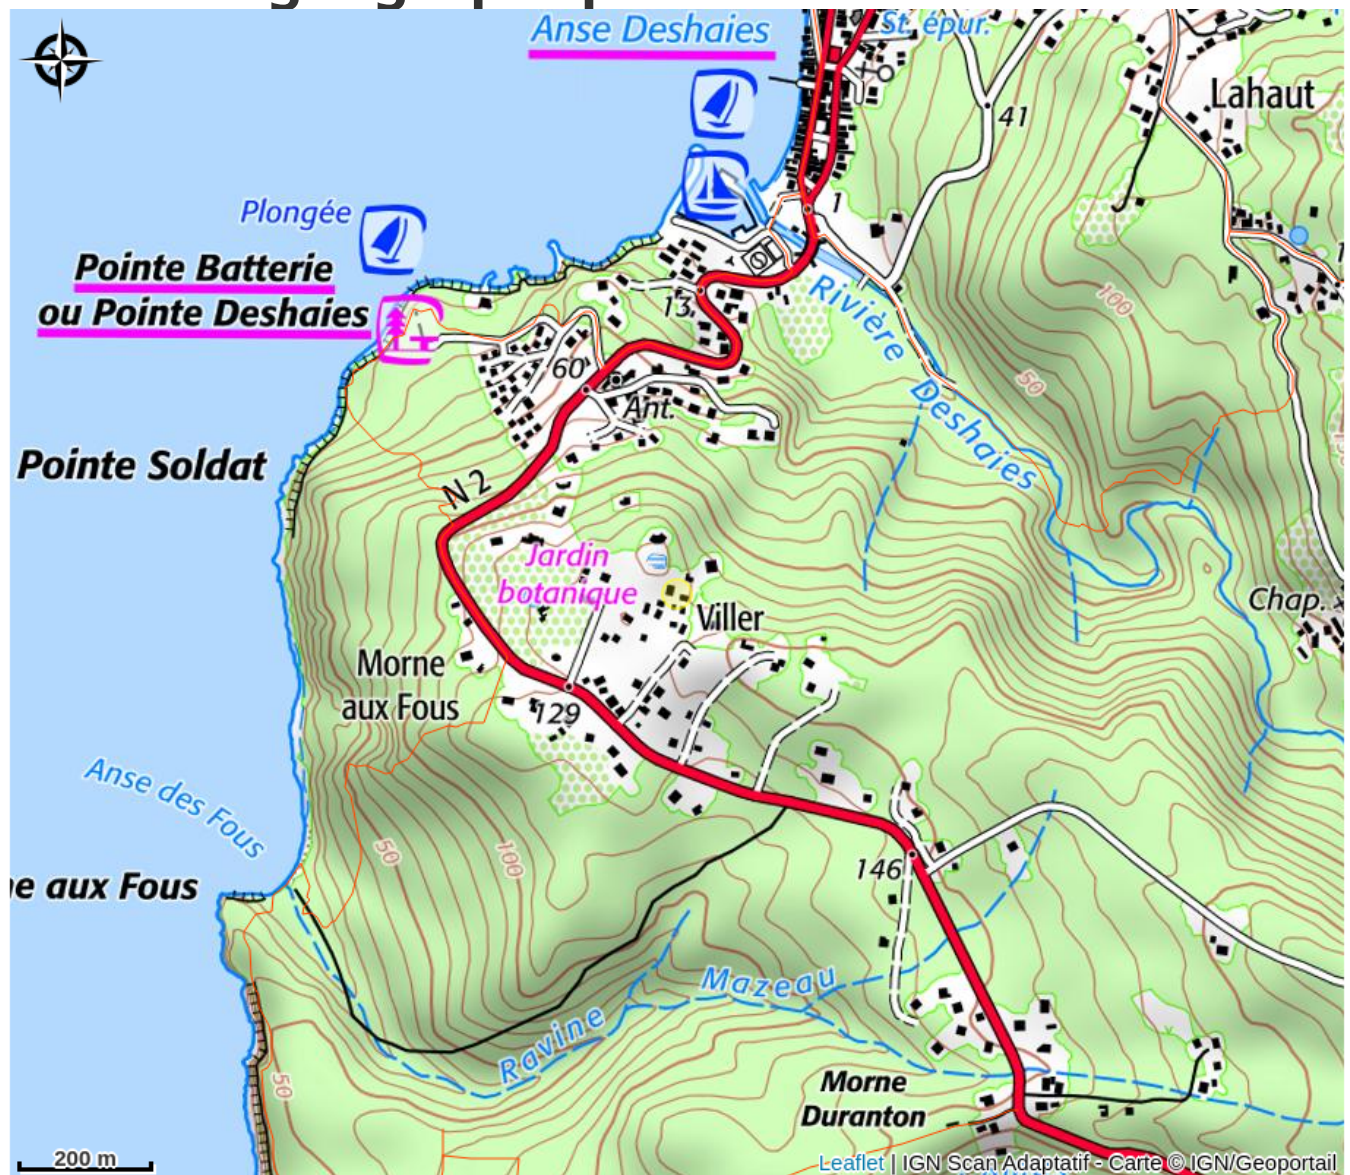 Anse Deshaies
St. épur.
Lahaut
41
Plongée
1
Pointe Batterie
ou Pointe Deshaies
13
Rivière Deshaies
100
50
60
Ant.
Pointe Soldat
N 2
Jardin
botanique
Viller
Chap.
Morne
aux Fous
129
Anse des Fous
50
100
146
ne aux Fous
Ravine Mazeau
50
Morne
Duranton
200 m
Leaflet | IGN Scan Adaptatif - Carte © IGN/Geoportail